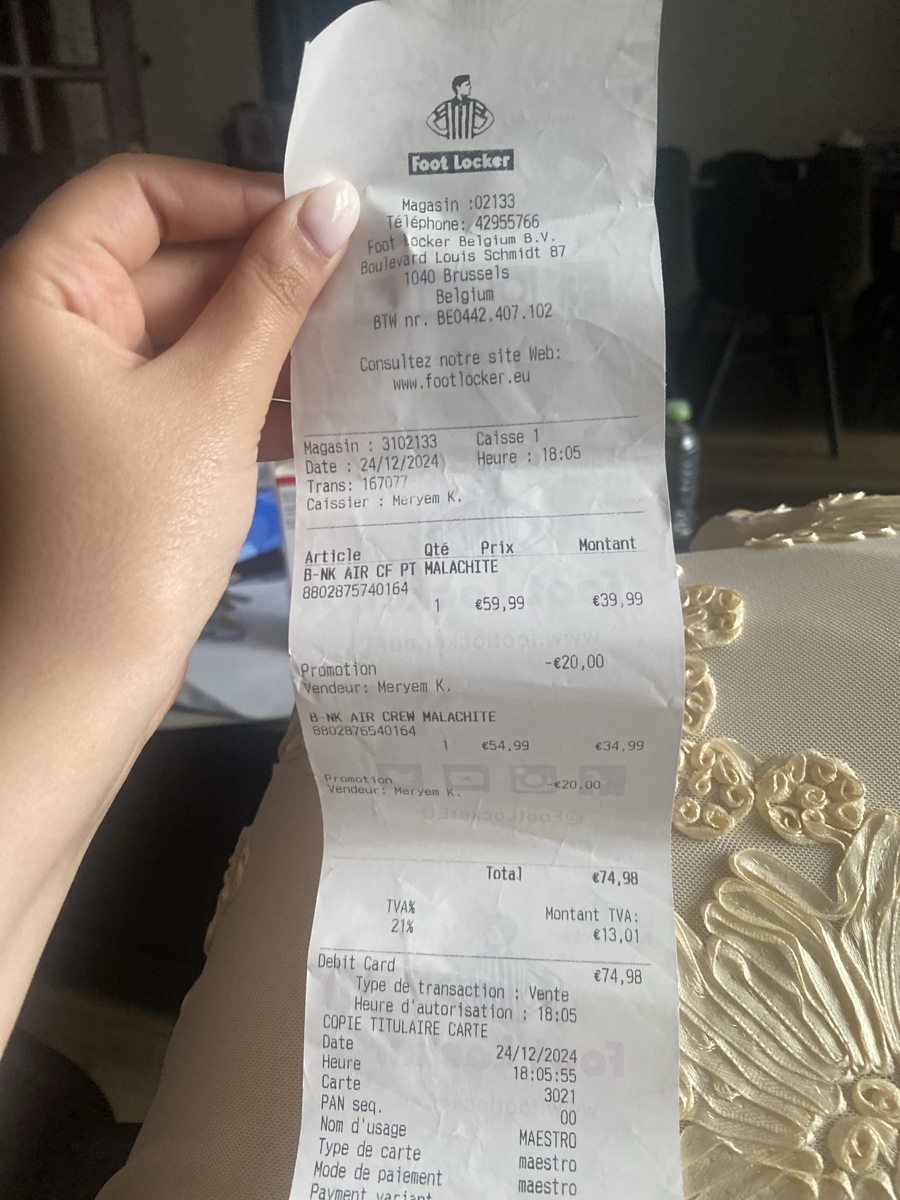 Foot Locker
Magasin :02133
Téléphone: 42955766
Foot Locker Belgium B.V.
Boulevard Louis Schmidt 87
1040 Brussels
Belgium
BTW nr. BE0442.407.102
Consultez notre site Web:
www.footlocker.eu
Magasin : 3102133 Caisse 1
Date : 24/12/2024 Heure : 18:05
Trans: 167077
Caissier : Meryem K.
Article Qté Prix Montant
B-NK AIR CF PT MALACHITE
8802875740164
1 €59,99 €39,99
Promotion -€20,00
Vendeur: Meryem K.
B-NK AIR CREW MALACHITE
8802876540164
1 €54,99 €34,99
Promotion -€20,00
Vendeur: Meryem K.
Total €74,98
TVA% Montant TVA:
21% €13,01
Debit Card €74,98
Type de transaction : Vente
Heure d'autorisation : 18:05
COPIE TITULAIRE CARTE
Date 24/12/2024
Heure 18:05:55
Carte 3021
PAN seq. 00
Nom d'usage MAESTRO
Type de carte maestro
Mode de paiement maestro
Payment variant